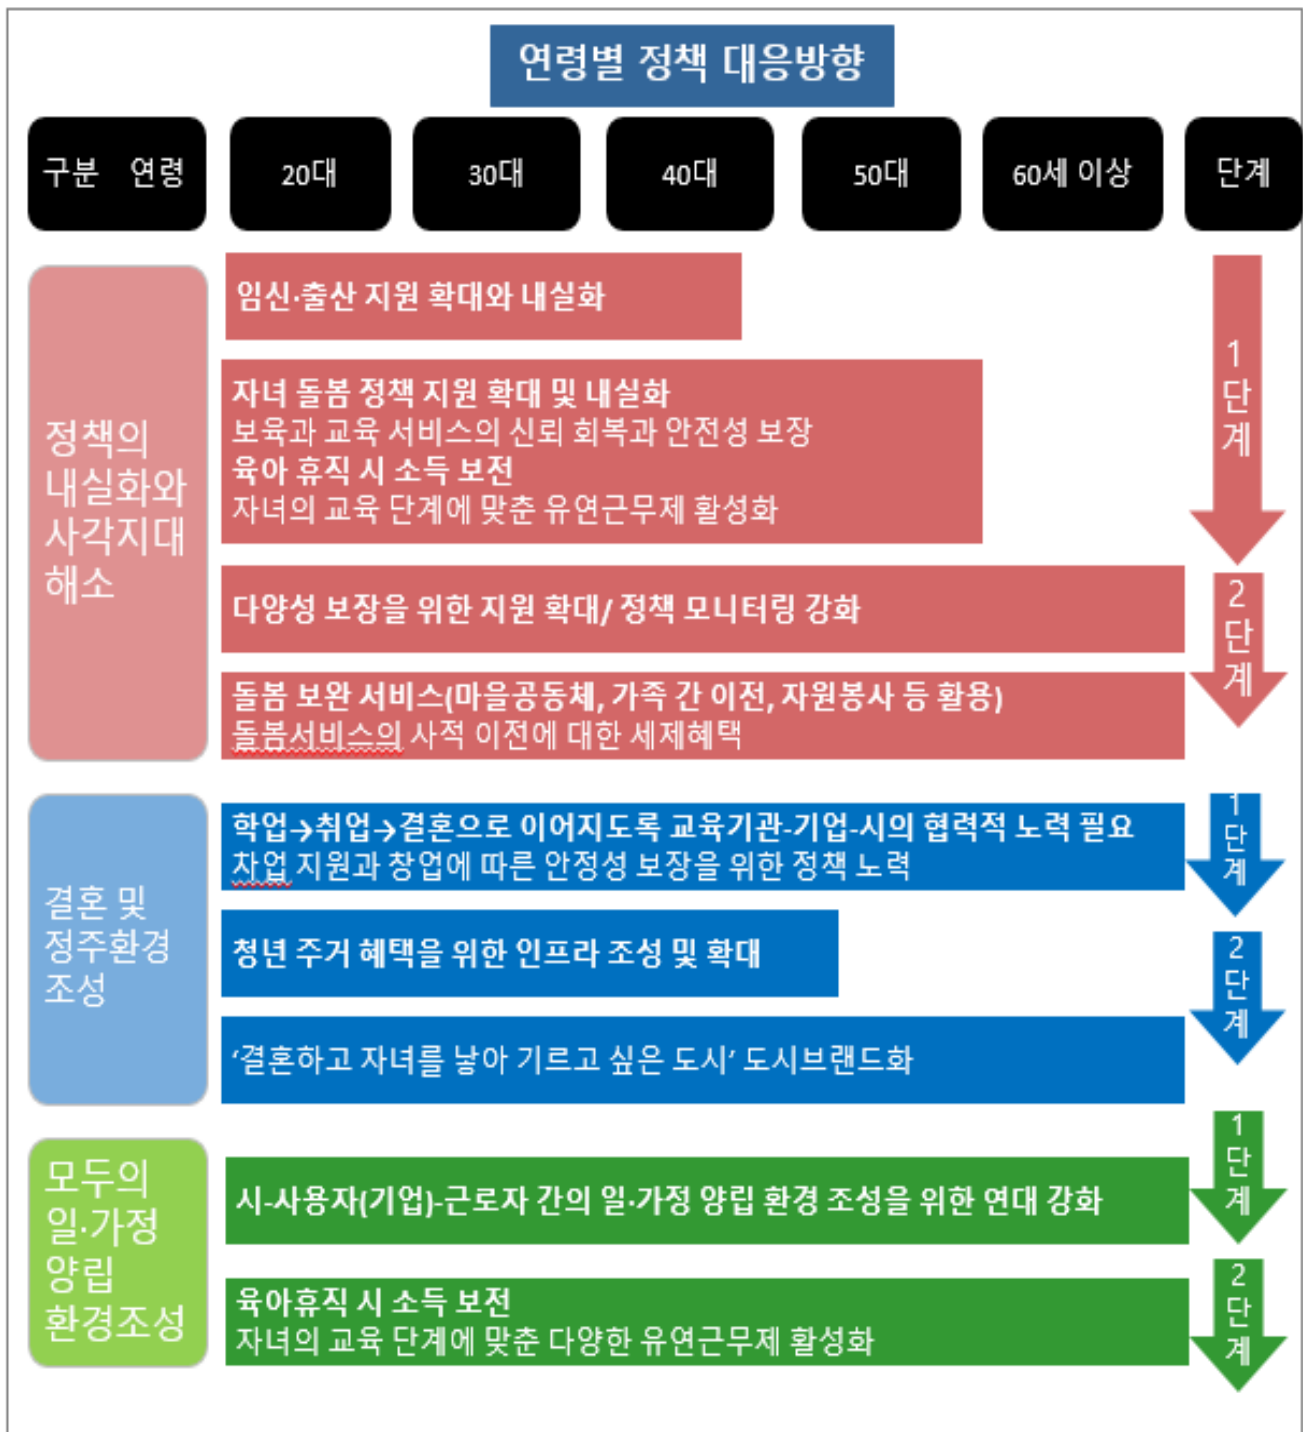 연령별 정책 대응방향
구분 연령 20대 30대 40대 50대 60세 이상 단계
정책의
내실화와
사각지대
해소
임신·출산 지원 확대와 내실화
자녀 돌봄 정책 지원 확대 및 내실화
보육과 교육 서비스의 신뢰 회복과 안전성 보장
육아 휴직 시 소득 보전
자녀의 교육 단계에 맞춘 유연근무제 활성화
1
단
계
다양성 보장을 위한 지원 확대/ 정책 모니터링 강화
돌봄 보완 서비스(마을공동체, 가족 간 이전, 자원봉사 등 활용)
돌봄서비스의 사적 이전에 대한 세제혜택
2
단
계
결혼 및
정주환경
조성
학업→취업→결혼으로 이어지도록 교육기관-기업-시의 협력적 노력 필요
차업 지원과 창업에 따른 안정성 보장을 위한 정책 노력
1
단
계
청년 주거 혜택을 위한 인프라 조성 및 확대
‘결혼하고 자녀를 낳아 기르고 싶은 도시’ 도시브랜드화
2
단
계
모두의
일·가정
양립
환경조성
시-사용자(기업)-근로자 간의 일·가정 양립 환경 조성을 위한 연대 강화
1
단
계
육아휴직 시 소득 보전
자녀의 교육 단계에 맞춘 다양한 유연근무제 활성화
2
단
계